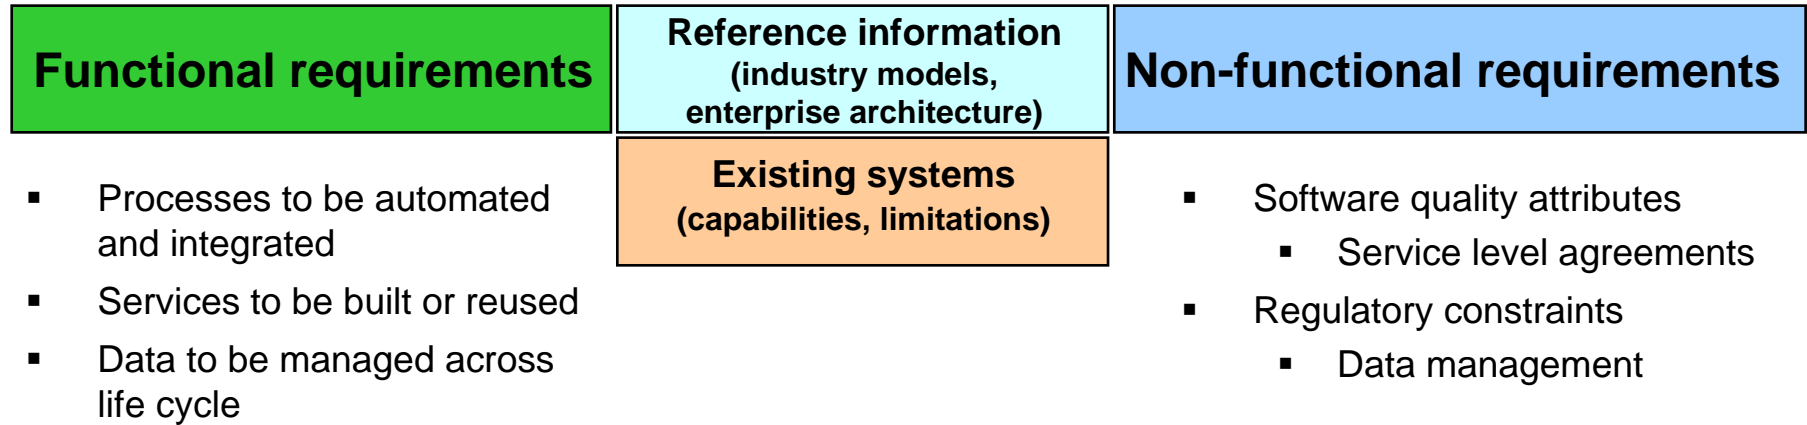 Functional requirements
Reference information
(industry models,
enterprise architecture)
Non-functional requirements
Existing systems
(capabilities, limitations)
▪ Processes to be automated
and integrated
▪ Services to be built or reused
▪ Data to be managed across
life cycle
▪ Software quality attributes
▪ Service level agreements
▪ Regulatory constraints
▪ Data management